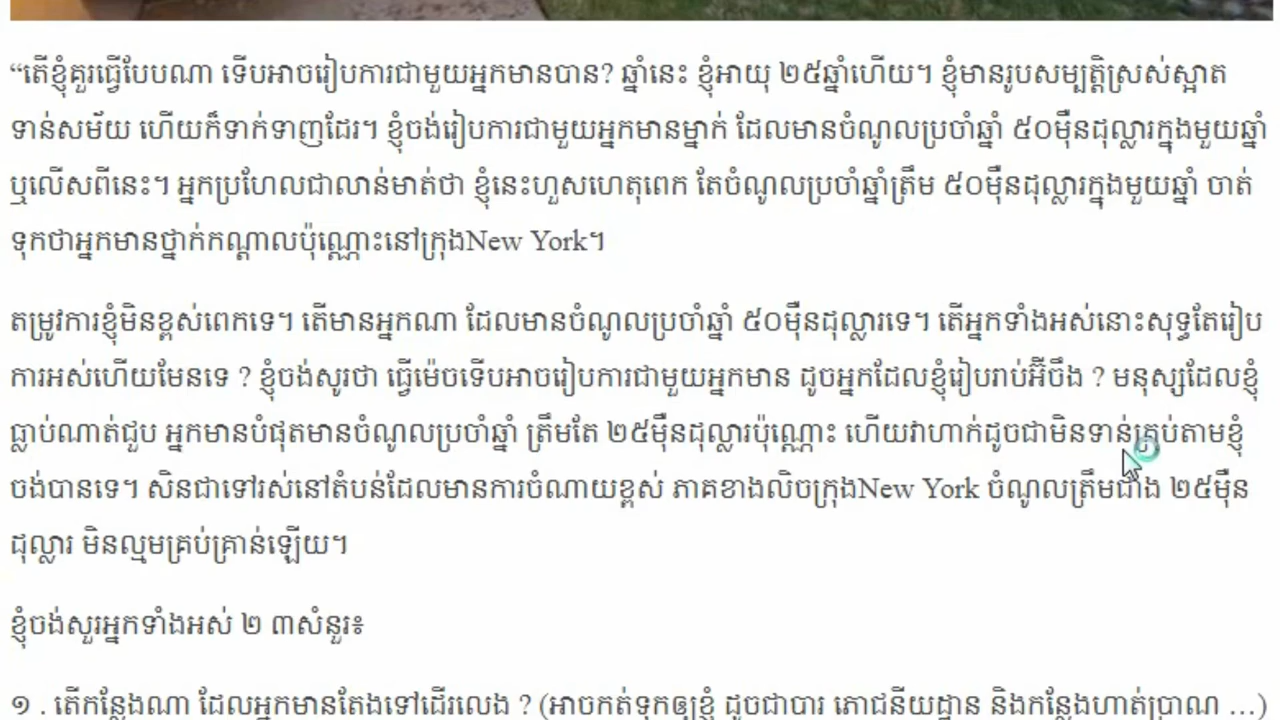 “តើខ្ញុំគួរធ្វើបែបណា ទើបអាចរៀបការជាមួយអ្នកមានបាន? ឆ្នាំនេះ ខ្ញុំអាយុ ២៥ឆ្នាំហើយ។ ខ្ញុំមានរូបសម្បត្តិស្រស់ស្អាត
ទាន់សម័យ ហើយក៏ទាក់ទាញដែរ។ ខ្ញុំចង់រៀបការជាមួយអ្នកមានម្នាក់ ដែលមានចំណូលប្រចាំឆ្នាំ ៥០ម៉ឺនដុល្លារក្នុងមួយឆ្នាំ
ឬលើសពីនេះ។ អ្នកប្រហែលជាលាន់មាត់ថា ខ្ញុំនេះហួសហេតុពេក តែចំណូលប្រចាំឆ្នាំត្រឹម ៥០ម៉ឺនដុល្លារក្នុងមួយឆ្នាំ ចាត់
ទុកថាអ្នកមានថ្នាក់កណ្តាលប៉ុណ្ណោះនៅក្រុងNew York។
តម្រូវការខ្ញុំមិនខ្ពស់ពេកទេ។ តើមានអ្នកណា ដែលមានចំណូលប្រចាំឆ្នាំ ៥០ម៉ឺនដុល្លារទេ។ តើអ្នកទាំងអស់នោះសុទ្ធតែរៀប
ការអស់ហើយមែនទេ ? ខ្ញុំចង់សូរថា ធ្វើម៉េចទើបអាចរៀបការជាមួយអ្នកមាន ដូចអ្នកដែលខ្ញុំរៀបរាប់អ៊ីចឹង ? មនុស្សដែលខ្ញុំ
ធ្លាប់ណាត់ជួប អ្នកមានបំផុតមានចំណូលប្រចាំឆ្នាំ ត្រឹមតែ ២៥ម៉ឺនដុល្លារប៉ុណ្ណោះ ហើយវាហាក់ដូចជាមិនទាន់គ្រប់តាមខ្ញុំ
ចង់បានទេ។ សិនជាទៅរស់នៅតំបន់ដែលមានការចំណាយខ្ពស់ ភាគខាងលិចក្រុងNew York ចំណូលត្រឹមជាង ២៥ម៉ឺន
ដុល្លារ មិនល្មមគ្រប់គ្រាន់ឡើយ។
ខ្ញុំចង់សួរអ្នកទាំងអស់ ២ ៣សំនួរ៖
១ . តើកន្លែងណា ដែលអ្នកមានតែងទៅដើរលេង ? (អាចកត់ទុកឲ្យខ្ញុំ ដូចជាបារ ភោជនីយដ្ឋាន និងកន្លែងហាត់ប្រាណ ...)